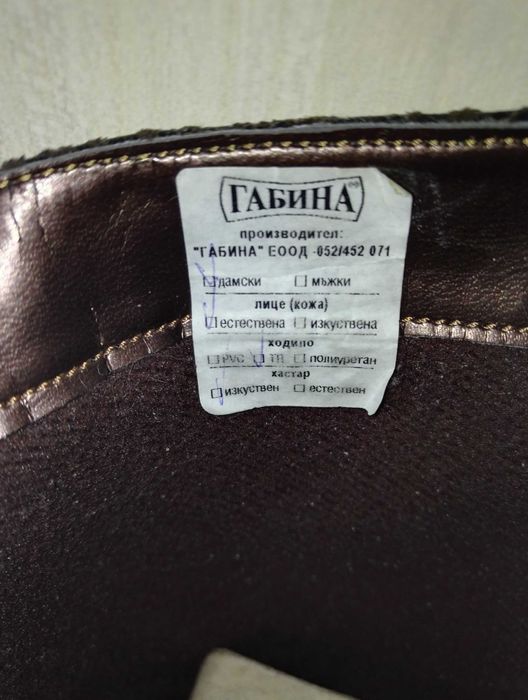 ГАБИНА
производител:
"ГАБИНА" ЕООД -052/452 071
дамски мъжки
лице (кожа)
естествена изкуствена
ходило
PVC ТП полиуретан
хастар
изкуствен естествен